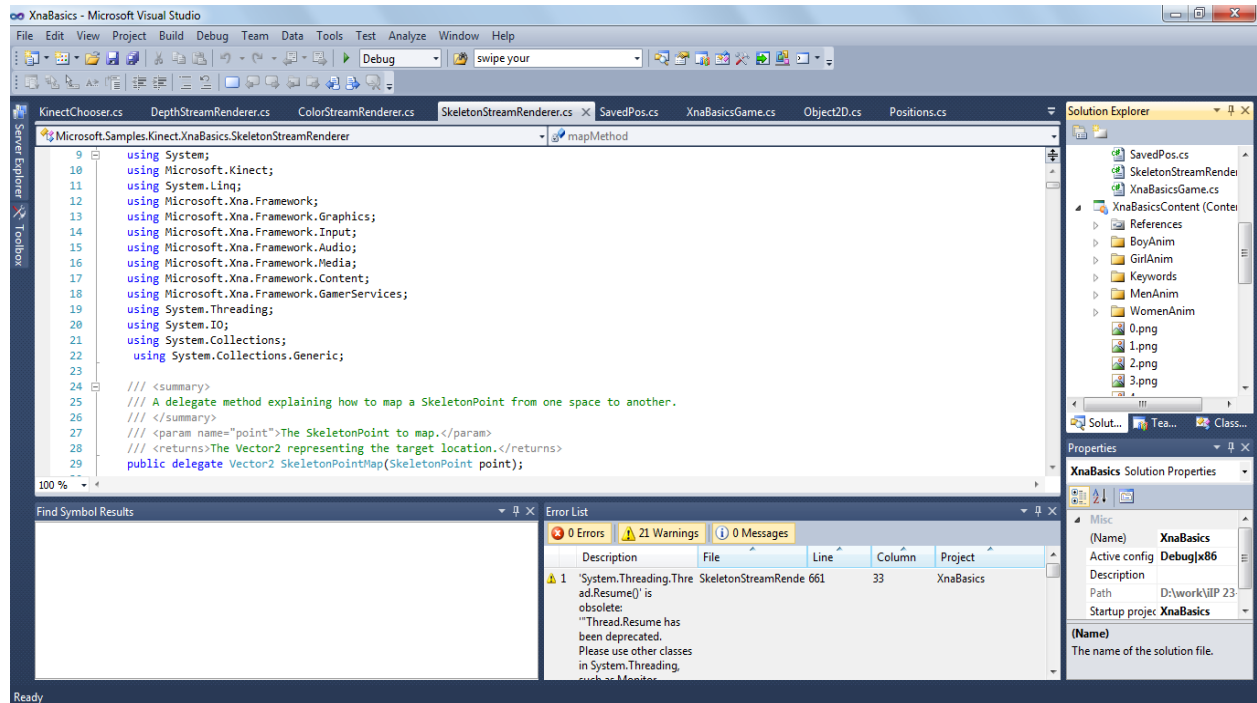 XnaBasics - Microsoft Visual Studio
File Edit View Project Build Debug Team Data Tools Test Analyze Window Help
Debug swipe your
KinectChooser.cs DepthStreamRenderer.cs ColorStreamRenderer.cs SkeletonStreamRenderer.cs SavedPos.cs XnaBasicsGame.cs Object2D.cs Positions.cs
Microsoft.Samples.Kinect.XnaBasics.SkeletonStreamRenderer mapMethod
Server Explorer
Toolbox
9 using System;
10 using Microsoft.Kinect;
11 using System.Linq;
12 using Microsoft.Xna.Framework;
13 using Microsoft.Xna.Framework.Graphics;
14 using Microsoft.Xna.Framework.Input;
15 using Microsoft.Xna.Framework.Audio;
16 using Microsoft.Xna.Framework.Media;
17 using Microsoft.Xna.Framework.Content;
18 using Microsoft.Xna.Framework.GamerServices;
19 using System.Threading;
20 using System.IO;
21 using System.Collections;
22 using System.Collections.Generic;
23
24 /// <summary>
25 /// A delegate method explaining how to map a SkeletonPoint from one space to another.
26 /// </summary>
27 /// <param name="point">The SkeletonPoint to map.</param>
28 /// <returns>The Vector2 representing the target location.</returns>
29 public delegate Vector2 SkeletonPointMap(SkeletonPoint point);
100 %
Find Symbol Results
Error List
0 Errors 21 Warnings 0 Messages
Description File Line Column Project
1 'System.Threading.Thre SkeletonStreamRende 661 33 XnaBasics
ad.Resume()' is
obsolete:
'"Thread.Resume has
been deprecated.
Please use other classes
in System.Threading,
such as Monitor
Solution Explorer
SavedPos.cs
SkeletonStreamRender
XnaBasicsGame.cs
XnaBasicsContent (Conter
References
BoyAnim
GirlAnim
Keywords
MenAnim
WomenAnim
0.png
1.png
2.png
3.png
Solut... Tea... Class...
Properties
XnaBasics Solution Properties
Misc
(Name) XnaBasics
Active config Debug|x86
Description
Path D:\work\iIP 23-
Startup projec XnaBasics
(Name)
The name of the solution file.
Ready